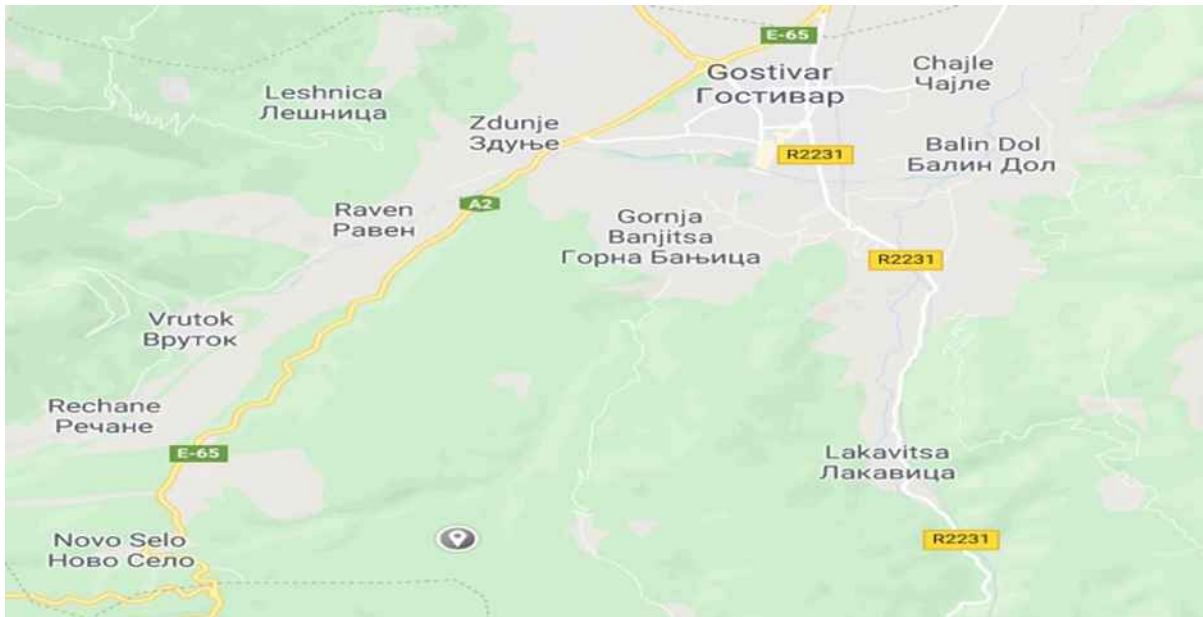 E-65
Gostivar
Гостивар
Chajle
Чајле
Leshnica
Лешница
Zdunje
Здуње
R2231
Balin Dol
Балин Дол
A2
Raven
Равен
Gornja
Banjitsa
Горна Бањица
R2231
Vrutok
Вруток
Rechane
Речане
E-65
Lakavitsa
Лакавица
Novo Selo
Ново Село
R2231